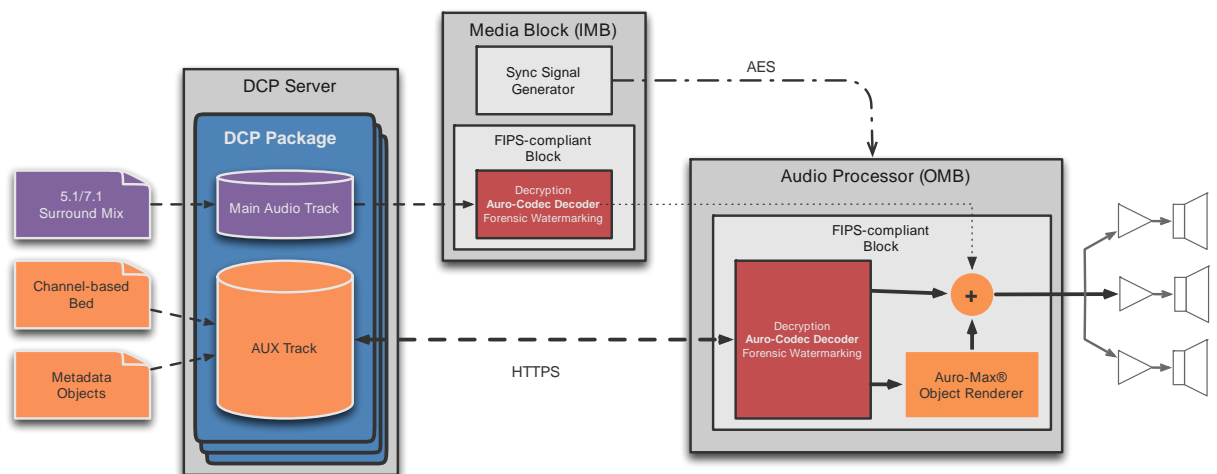 Media Block (IMB)
Sync Signal
Generator
AES
DCP Server
FIPS-compliant
Block
DCP Package
Decryption
Auro-Codec Decoder
Forensic Watermarking
5.1/7.1
Surround Mix
Main Audio Track
Audio Processor (OMB)
FIPS-compliant
Block
Channel-based
Bed
AUX Track
Metadata
Objects
HTTPS
Decryption
Auro-Codec Decoder
Forensic Watermarking
+
Auro-Max®
Object Renderer